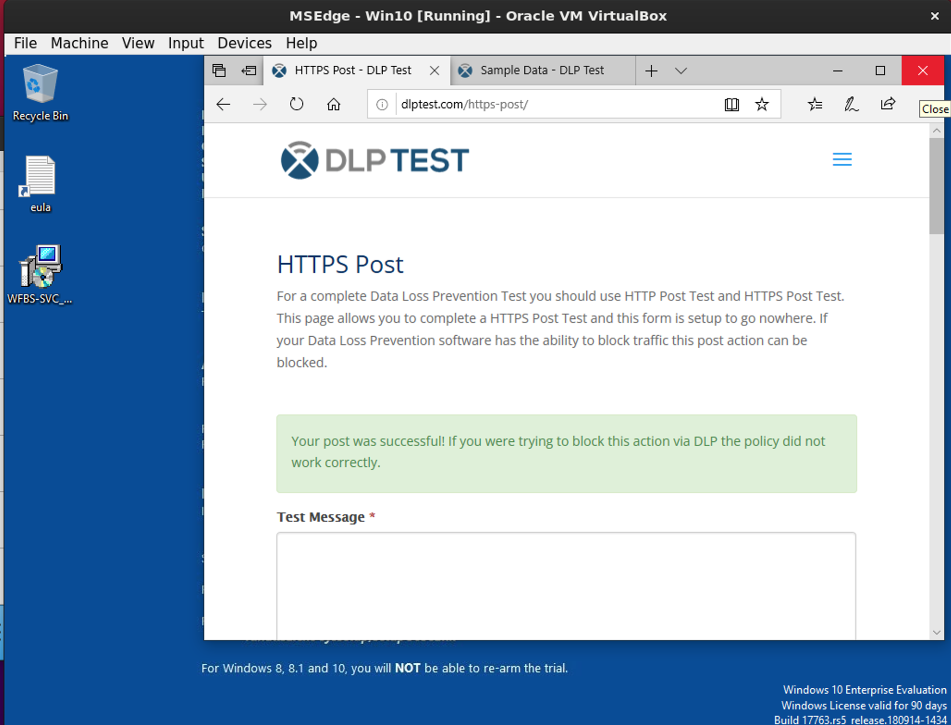 MSEdge - Win10 [Running] - Oracle VM VirtualBox
File Machine View Input Devices Help
HTTPS Post - DLP Test
Sample Data - DLP Test
dlptest.com/https-post/
Close
Recycle Bin
eula
WFBS-SVC_...
DLP TEST
HTTPS Post
For a complete Data Loss Prevention Test you should use HTTP Post Test and HTTPS Post Test.
This page allows you to complete a HTTPS Post Test and this form is setup to go nowhere. If
your Data Loss Prevention software has the ability to block traffic this post action can be
blocked.
Your post was successful! If you were trying to block this action via DLP the policy did not
work correctly.
Test Message *
For Windows 8, 8.1 and 10, you will NOT be able to re-arm the trial.
Windows 10 Enterprise Evaluation
Windows License valid for 90 days
Build 17763.rs5_release.180914-1434